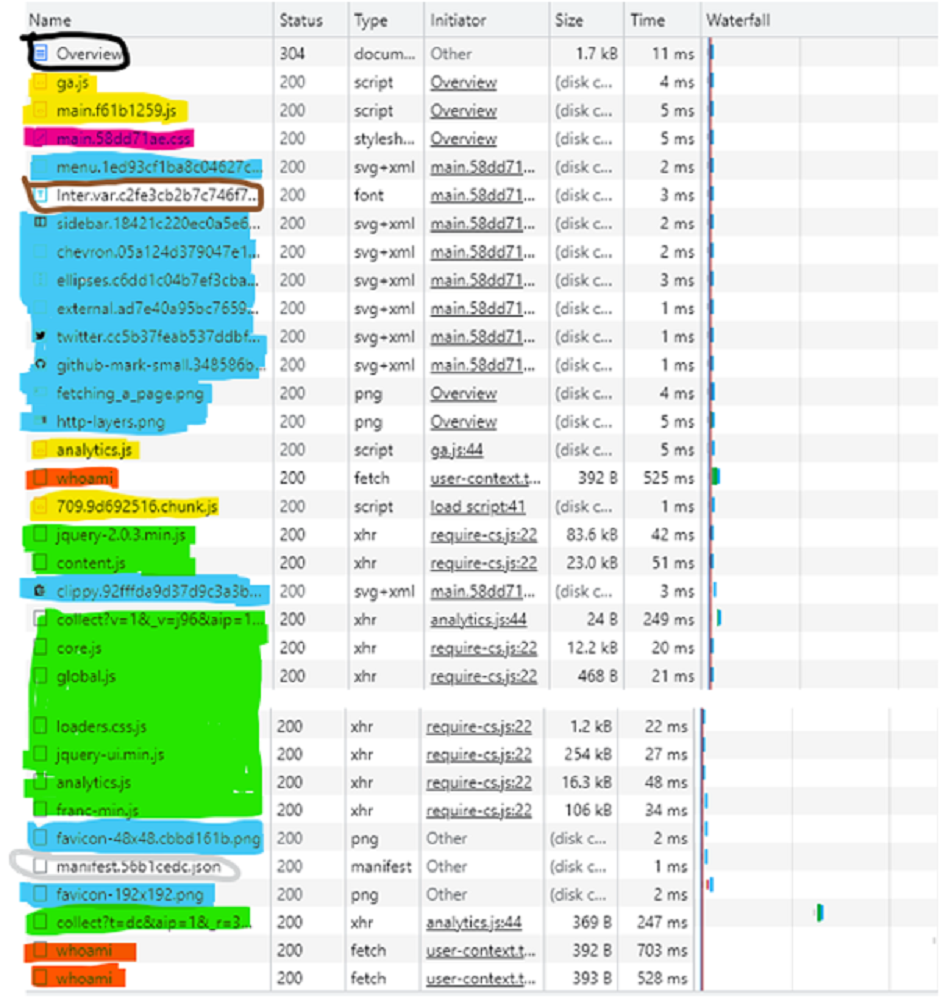 Name Status Type Initiator Size Time Waterfall
Overview 304 docum... Other 1.7 kB 11 ms
ga.js 200 script Overview (disk c... 4 ms
main.f61b1259.js 200 script Overview (disk c... 5 ms
main.58dd71ae.css 200 stylesh... Overview (disk c... 5 ms
menu.1ed93cf1ba8c04627c... 200 svg+xml main.58dd71... (disk c... 2 ms
Inter.var.c2fe3cb2b7c746f7... 200 font main.58dd71... (disk c... 3 ms
sidebar.18421c220ec0a5e6... 200 svg+xml main.58dd71... (disk c... 2 ms
chevron.05a124d379047e1... 200 svg+xml main.58dd71... (disk c... 2 ms
ellipses.c6dd1c04b7ef3cba... 200 svg+xml main.58dd71... (disk c... 3 ms
external.ad7e40a95bc7659... 200 svg+xml main.58dd71... (disk c... 1 ms
twitter.cc5b37feab537ddbf... 200 svg+xml main.58dd71... (disk c... 1 ms
github-mark-small.348586b... 200 svg+xml main.58dd71... (disk c... 1 ms
fetching_a_page.png 200 png Overview (disk c... 4 ms
http-layers.png 200 png Overview (disk c... 5 ms
analytics.js 200 script ga.js:44 (disk c... 5 ms
whoami 200 fetch user-context.t... 392 B 525 ms
709.9d692516.chunk.js 200 script load script:41 (disk c... 1 ms
jquery-2.0.3.min.js 200 xhr require-cs.js:22 83.6 kB 42 ms
content.js 200 xhr require-cs.js:22 23.0 kB 51 ms
clippy.92fffda9d37d9c3a3b... 200 svg+xml main.58dd71... (disk c... 3 ms
collect?v=1&_v=j96&aip=1... 200 xhr analytics.js:44 24 B 249 ms
core.js 200 xhr require-cs.js:22 12.2 kB 20 ms
global.js 200 xhr require-cs.js:22 468 B 21 ms
loaders.css.js 200 xhr require-cs.js:22 1.2 kB 22 ms
jquery-ui.min.js 200 xhr require-cs.js:22 254 kB 27 ms
analytics.js 200 xhr require-cs.js:22 16.3 kB 48 ms
franc-min.js 200 xhr require-cs.js:22 106 kB 34 ms
favicon-48x48.cbbd161b.png 200 png Other (disk c... 2 ms
manifest.56b1cedc.json 200 manifest Other (disk c... 1 ms
favicon-192x192.png 200 png Other (disk c... 2 ms
collect?t=dc&aip=1&_r=3... 200 xhr analytics.js:44 369 B 247 ms
whoami 200 fetch user-context.t... 392 B 703 ms
whoami 200 fetch user-context.t... 393 B 528 ms